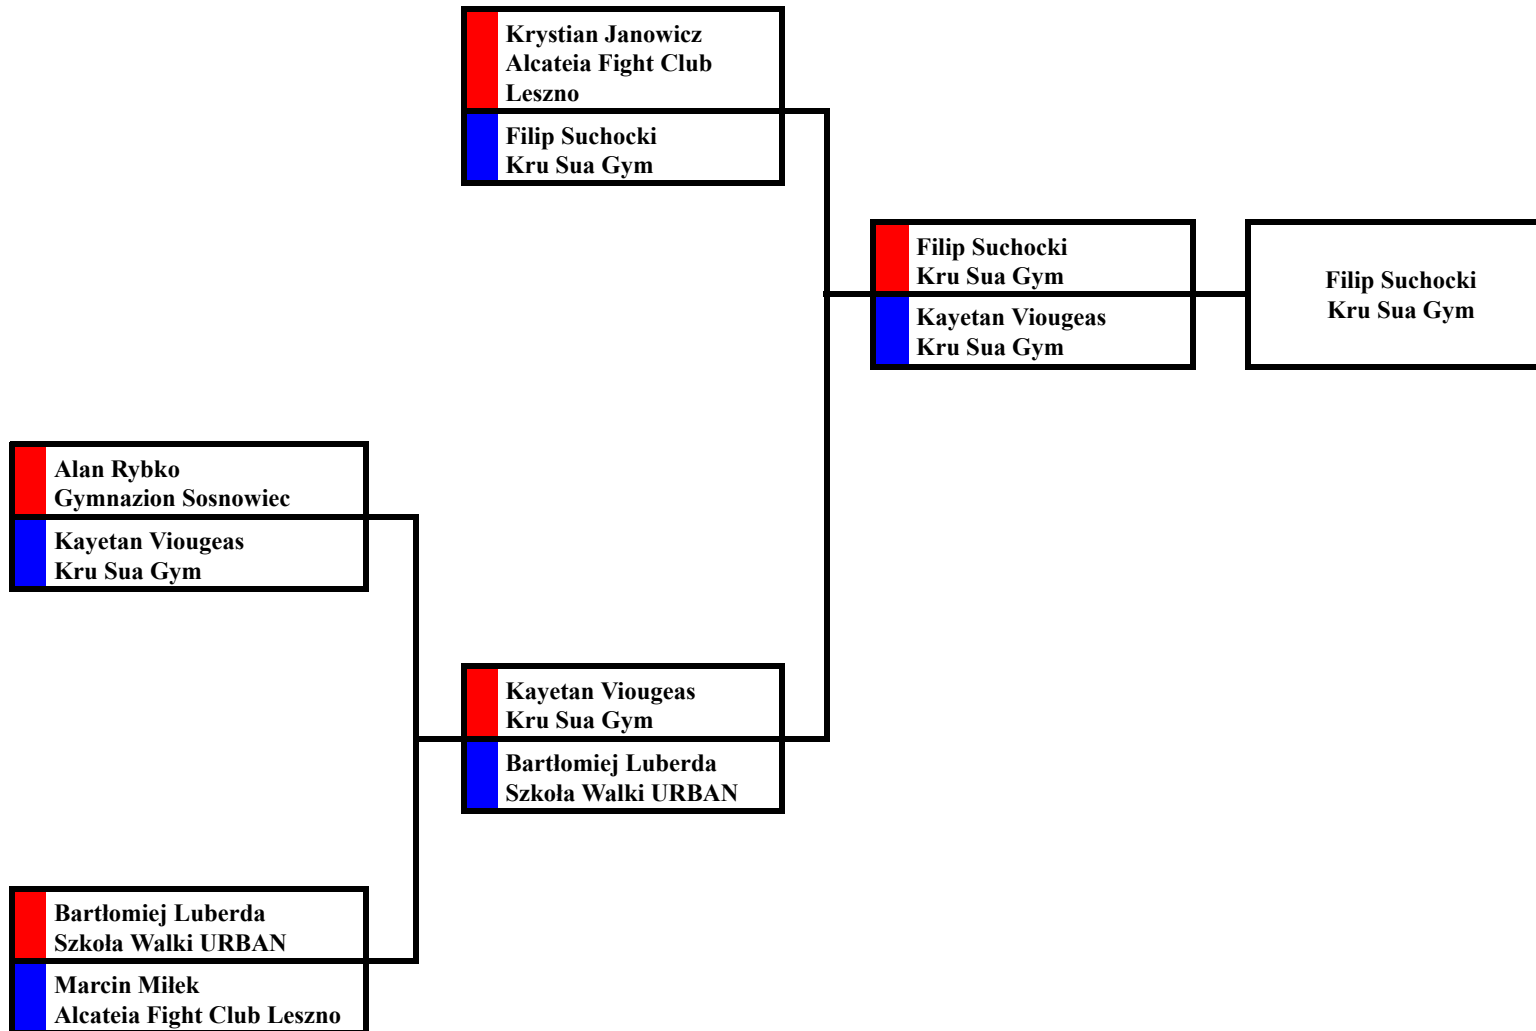 Krystian Janowicz
Alcateia Fight Club
Leszno
Filip Suchocki
Kru Sua Gym
Filip Suchocki
Kru Sua Gym
Kayetan Viougeas
Kru Sua Gym
Filip Suchocki
Kru Sua Gym
Alan Rybko
Gymnazion Sosnowiec
Kayetan Viougeas
Kru Sua Gym
Kayetan Viougeas
Kru Sua Gym
Bartłomiej Luberda
Szkoła Walki URBAN
Bartłomiej Luberda
Szkoła Walki URBAN
Marcin Miłek
Alcateia Fight Club Leszno